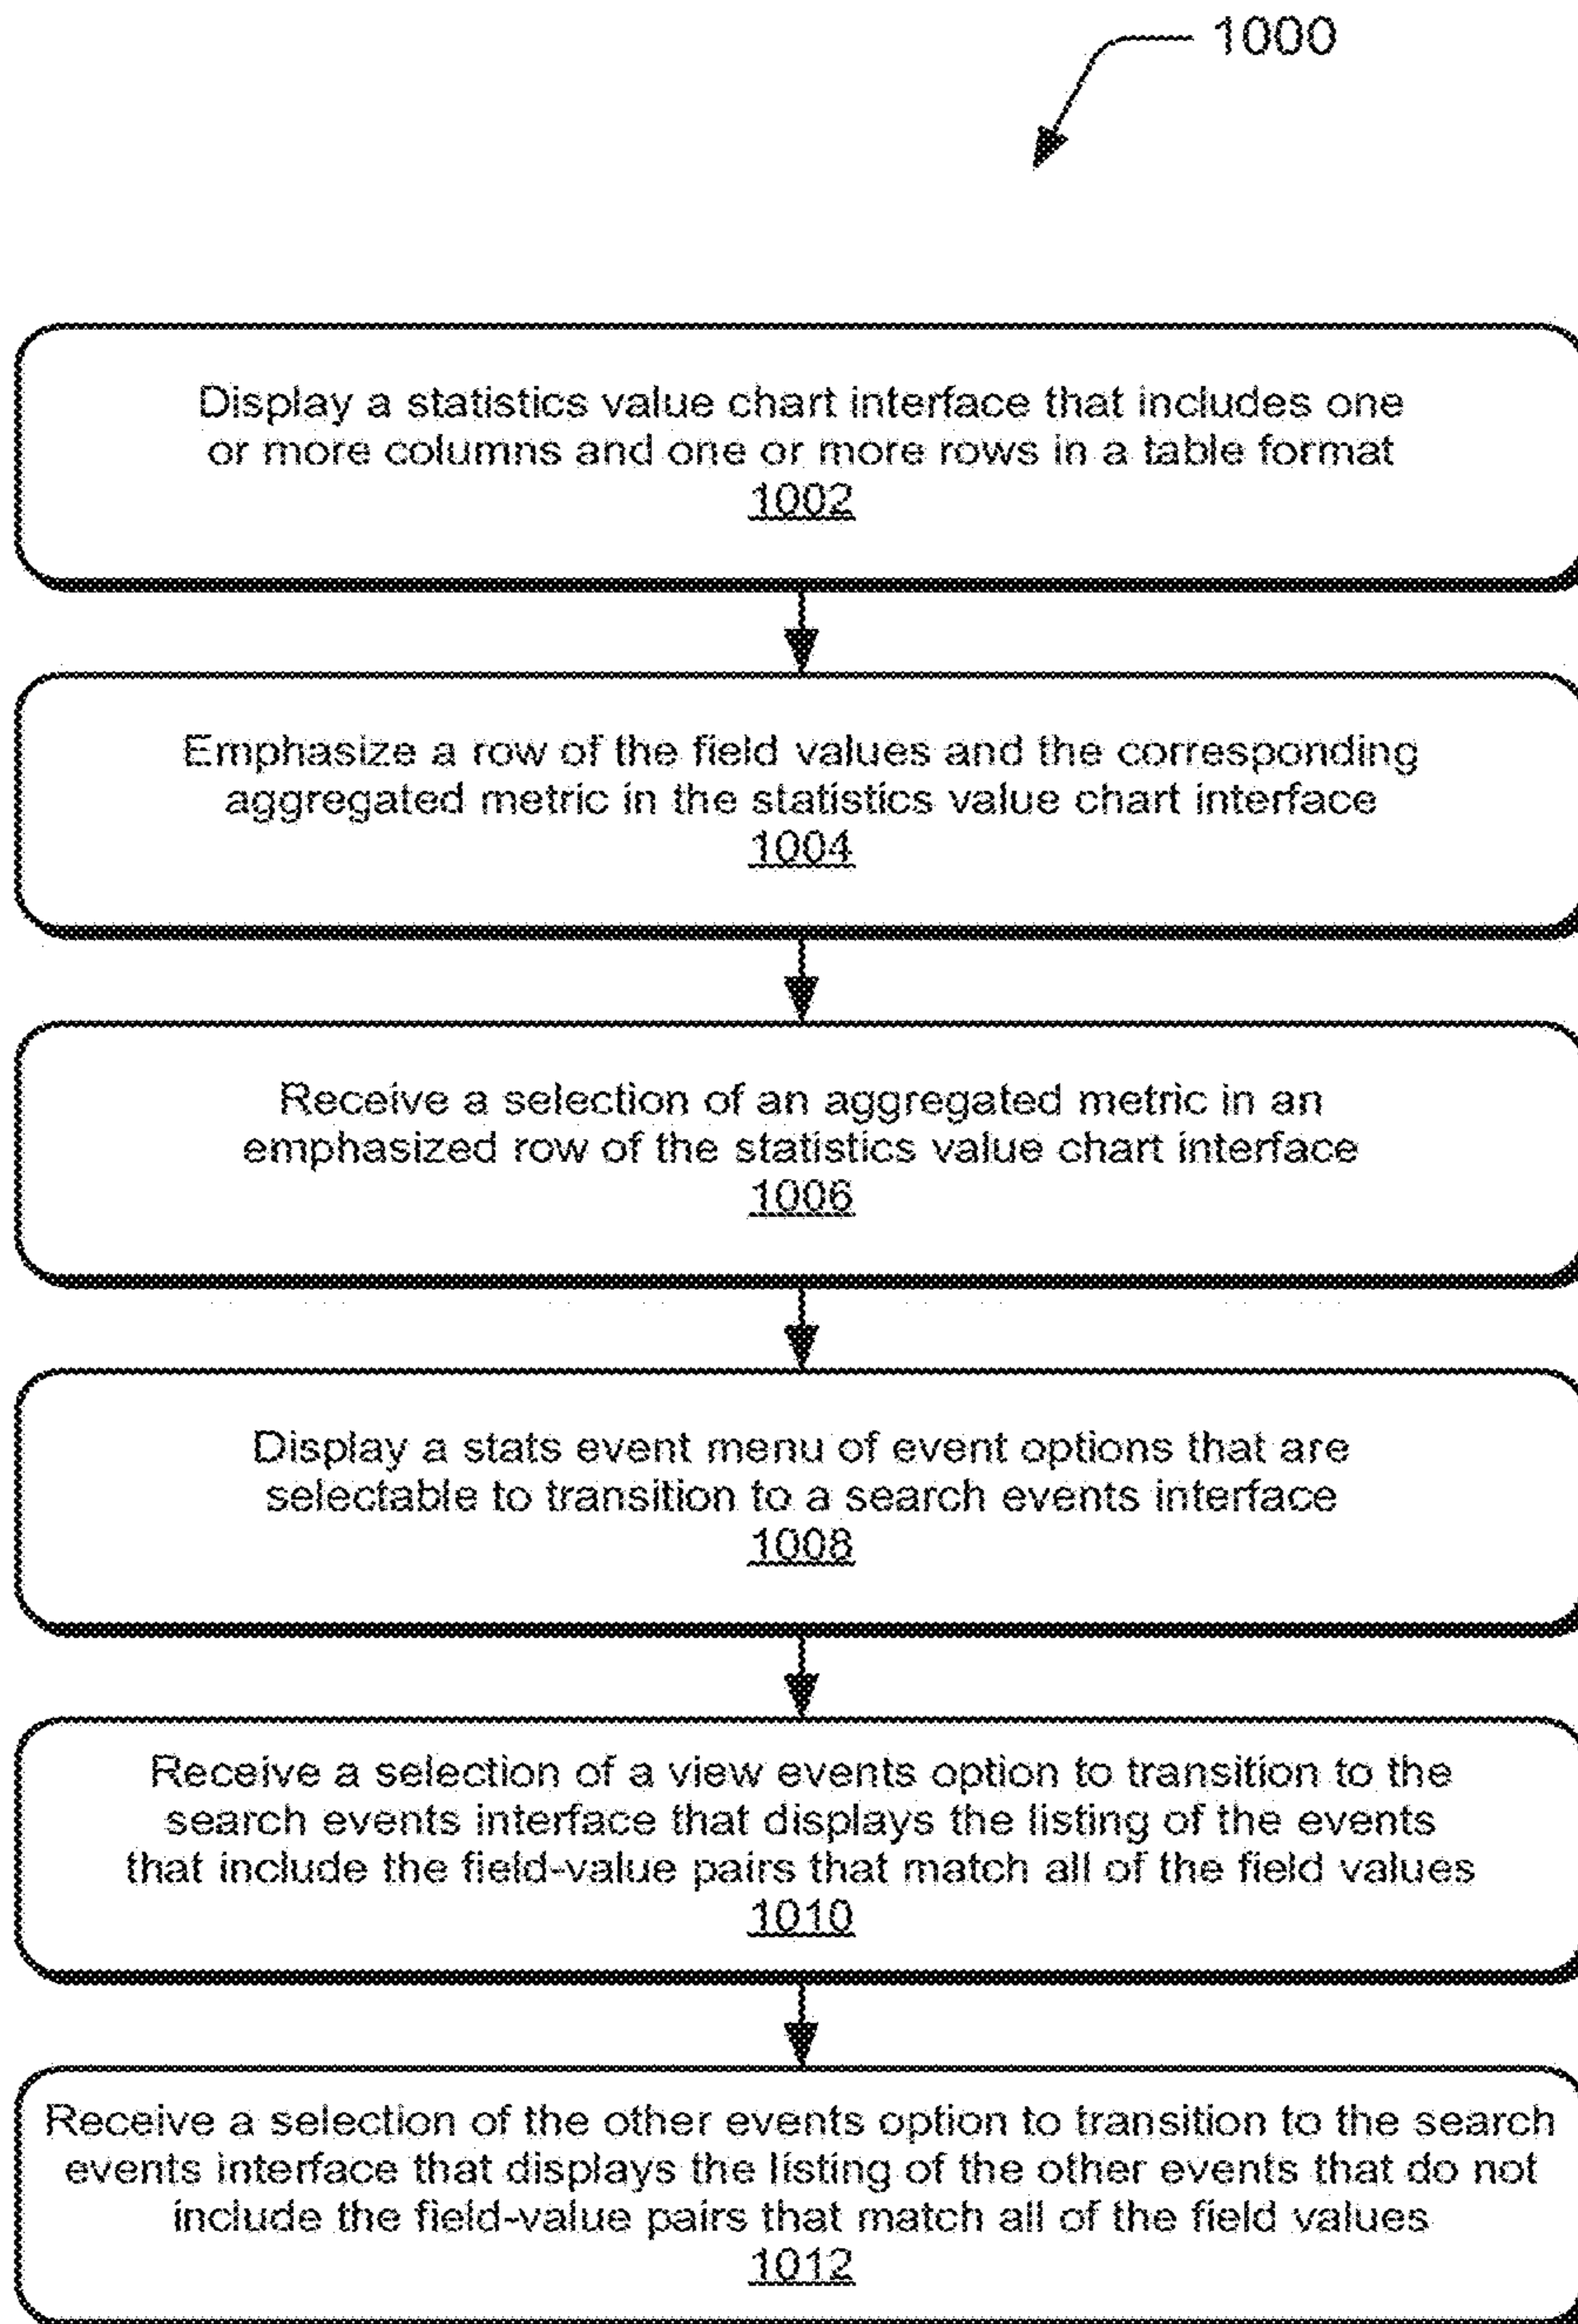 1000
Display a statistics value chart interface that includes one
or more columns and one or more rows in a table format
1002
Emphasize a row of the field values and the corresponding
aggregated metric in the statistics value chart interface
1004
Receive a selection of an aggregated metric in an
emphasized row of the statistics value chart interface
1006
Display a stats event menu of event options that are
selectable to transition to a search events interface
1008
Receive a selection of a view events option to transition to the
search events interface that displays the listing of the events
that include the field-value pairs that match all of the field values
1010
Receive a selection of the other events option to transition to the search
events interface that displays the listing of the other events that do not
include the field-value pairs that match all of the field values
1012